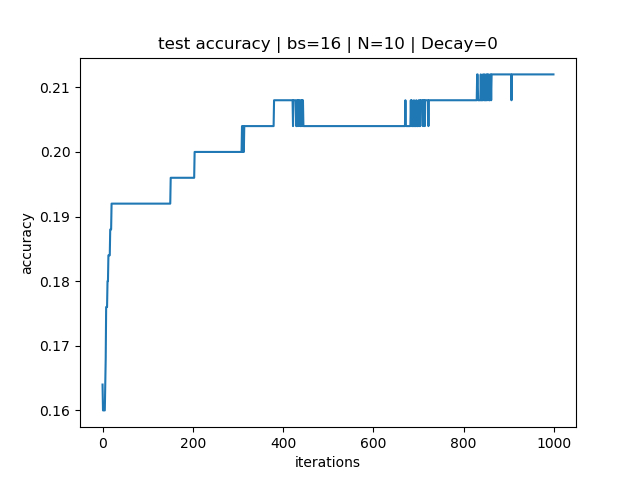 test accuracy | bs=16 | N=10 | Decay=0
0.21
0.20
0.19
0.18
0.17
0.16
accuracy
0 200 400 600 800 1000
iterations